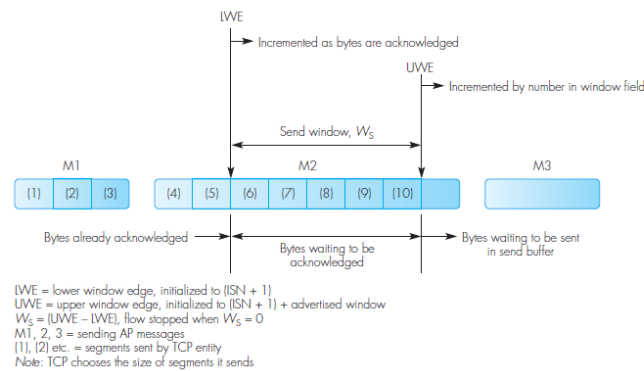 LWE
Incremented as bytes are acknowledged
UWE
Incremented by number in window field
Send window, WS
M1 M2 M3
(1) (2) (3) (4) (5) (6) (7) (8) (9) (10)
Bytes already acknowledged
Bytes waiting to be
acknowledged
Bytes waiting to be sent
in send buffer
LWE = lower window edge, initialized to (ISN + 1)
UWE = upper window edge, initialized to (ISN + 1) + advertised window
WS = (UWE – LWE), flow stopped when WS = 0
M1, 2, 3 = sending AP messages
(1), (2) etc. = segments sent by TCP entity
Note: TCP chooses the size of segments it sends